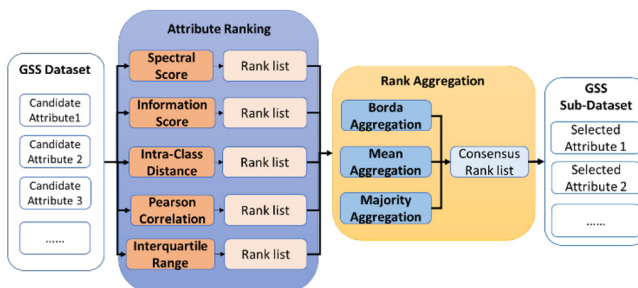 Attribute Ranking
GSS Dataset
Candidate
Attribute1
Candidate
Attribute 2
Candidate
Attribute 3
......
Spectral
Score
Rank list
Information
Score
Rank list
Intra-Class
Distance
Rank list
Pearson
Correlation
Rank list
Interquartile
Range
Rank list
Rank Aggregation
Borda
Aggregation
Mean
Aggregation
Majority
Aggregation
Consensus
Rank list
GSS
Sub-Dataset
Selected
Attribute 1
Selected
Attribute 2
......